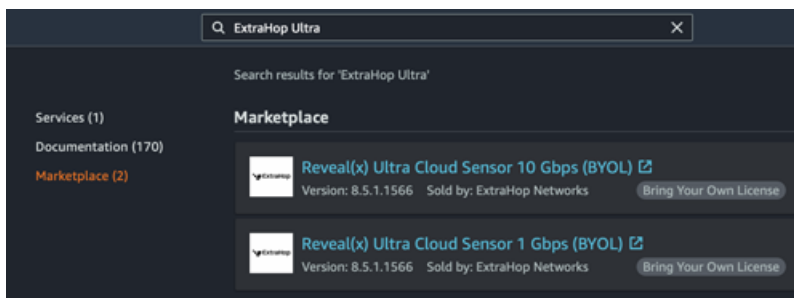 ExtraHop Ultra
Search results for 'ExtraHop Ultra'
Services (1)
Documentation (170)
Marketplace (2)
Marketplace
ExtraHop
Reveal(x) Ultra Cloud Sensor 10 Gbps (BYOL)
Version: 8.5.1.1566 Sold by: ExtraHop Networks Bring Your Own License
ExtraHop
Reveal(x) Ultra Cloud Sensor 1 Gbps (BYOL)
Version: 8.5.1.1566 Sold by: ExtraHop Networks Bring Your Own License